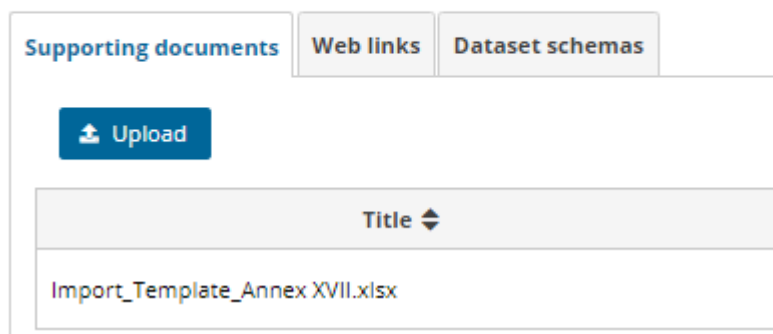 Supporting documents Web links Dataset schemas
Upload
Title
Import_Template_Annex XVII.xlsx